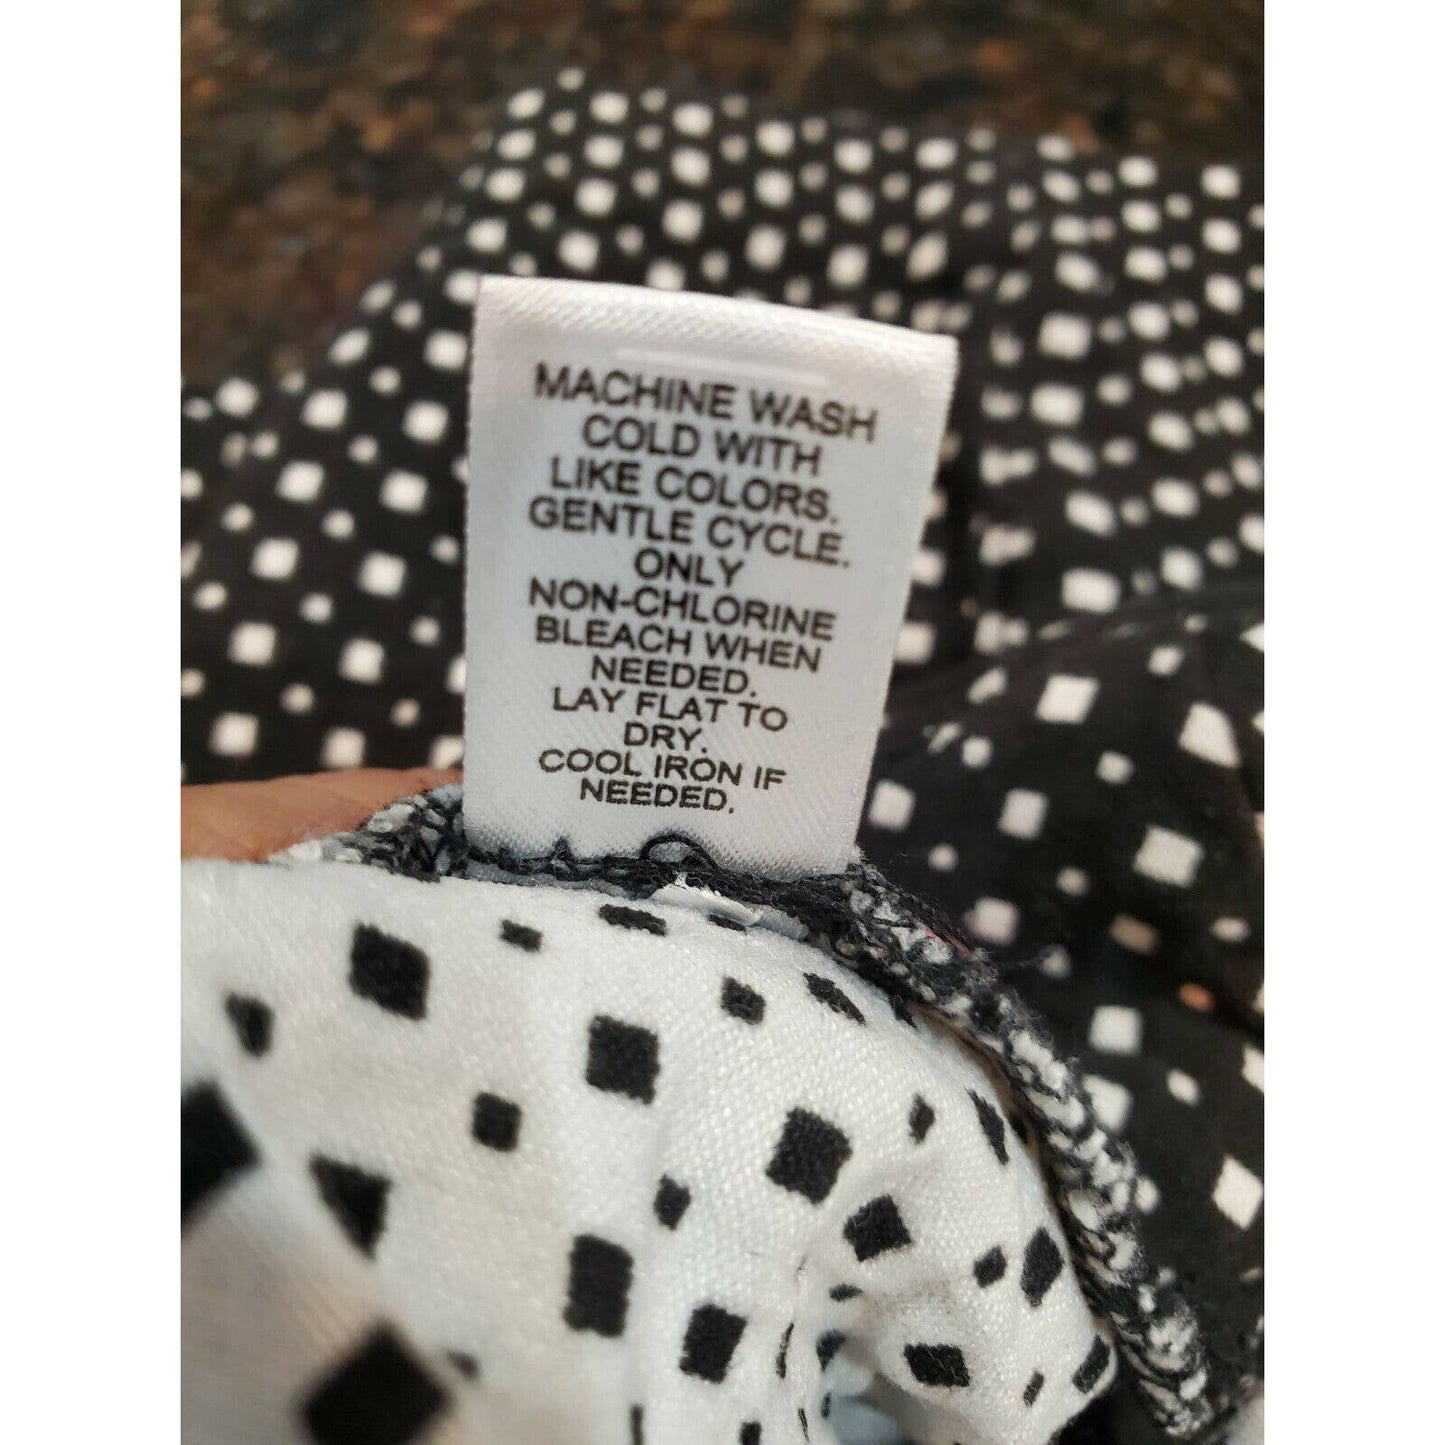 MACHINE WASH
COLD WITH
LIKE COLORS.
GENTLE CYCLE.
ONLY
NON-CHLORINE
BLEACH WHEN
NEEDED.
LAY FLAT TO
DRY.
COOL IRON IF
NEEDED.